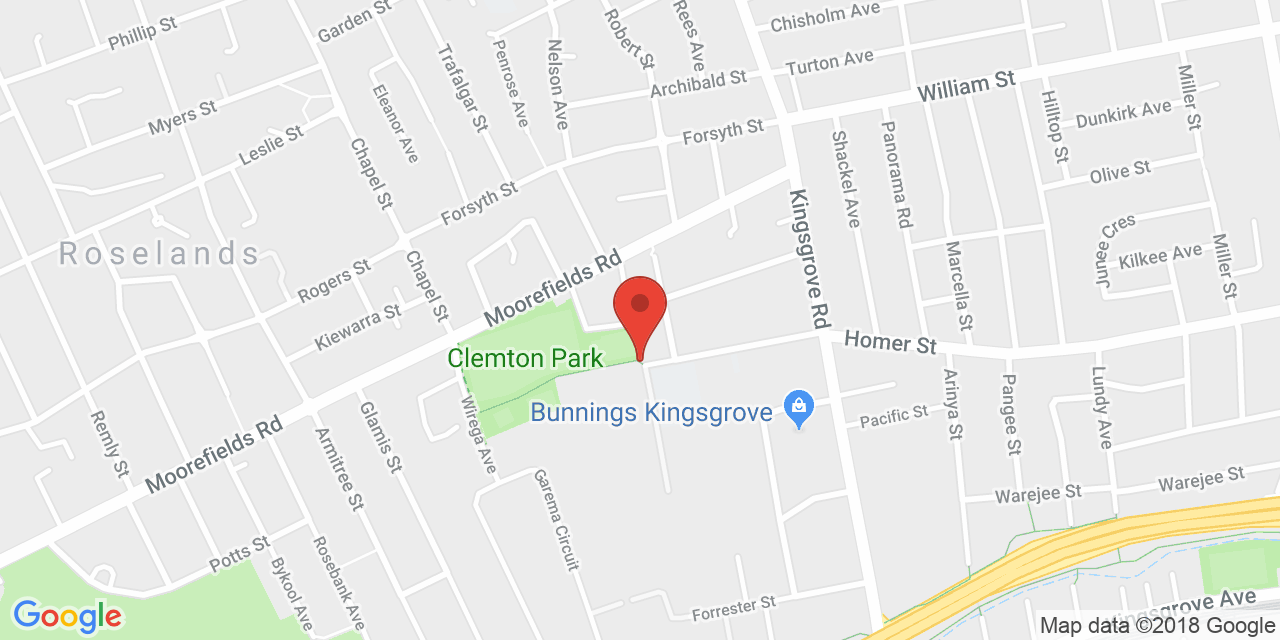 Phillip St
Garden St
Trafalgar St
Penrose Ave
Nelson Ave
Robert St
Rees Ave
Chisholm Ave
Turton Ave
Archibald St
William St
Hilltop St
Dunkirk Ave
Miller St
Myers St
Eleanor Ave
Leslie St
Chapel St
Forsyth St
Forsyth St
Shackel Ave
Panorama Rd
Olive St
Kingsgrove Rd
Junee Cres
Kilkee Ave
Miller St
Marcella St
Roselands
Rogers St
Chapel St
Kiewarra St
Moorefields Rd
Clemton Park
Homer St
Bunnings Kingsgrove
Pacific St
Arinya St
Pangee St
Lundy Ave
Wirega Ave
Glamis St
Armitree St
Remly St
Moorefields Rd
Garema Circuit
Warejee St
Warejee St
Potts St
Bykool Ave
Rosebank Ave
Forrester St
Kingsgrove Ave
Google
Map data ©2018 Google